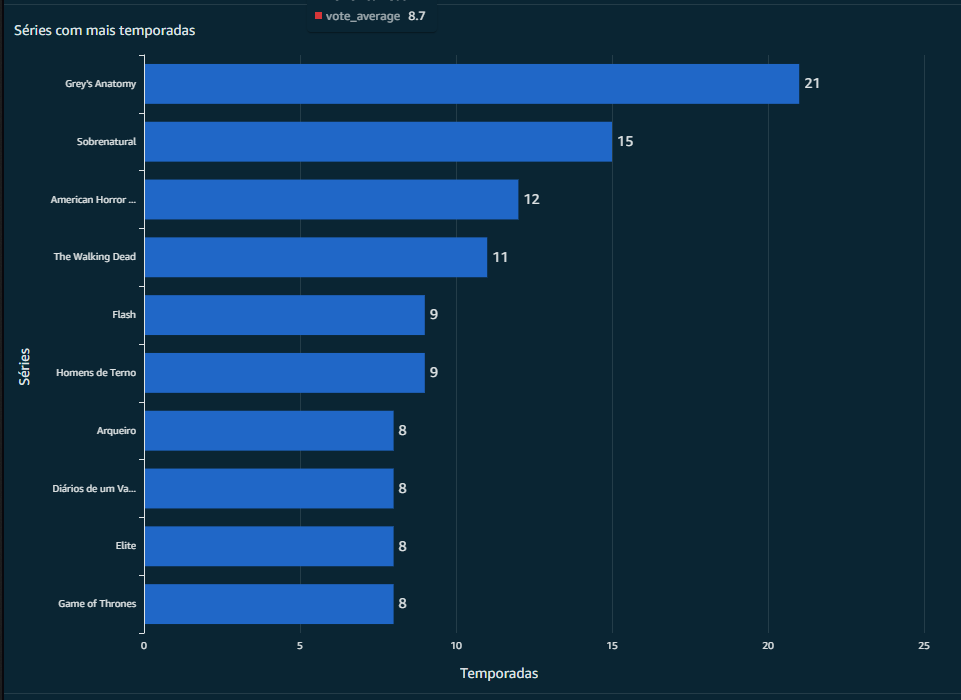 vote_average 8.7
Séries com mais temporadas
Grey's Anatomy 21
Sobrenatural 15
American Horror ... 12
The Walking Dead 11
Flash 9
Séries
Homens de Terno 9
Arqueiro 8
Diários de um Va... 8
Elite 8
Game of Thrones 8
0 5 10 15 20 25
Temporadas